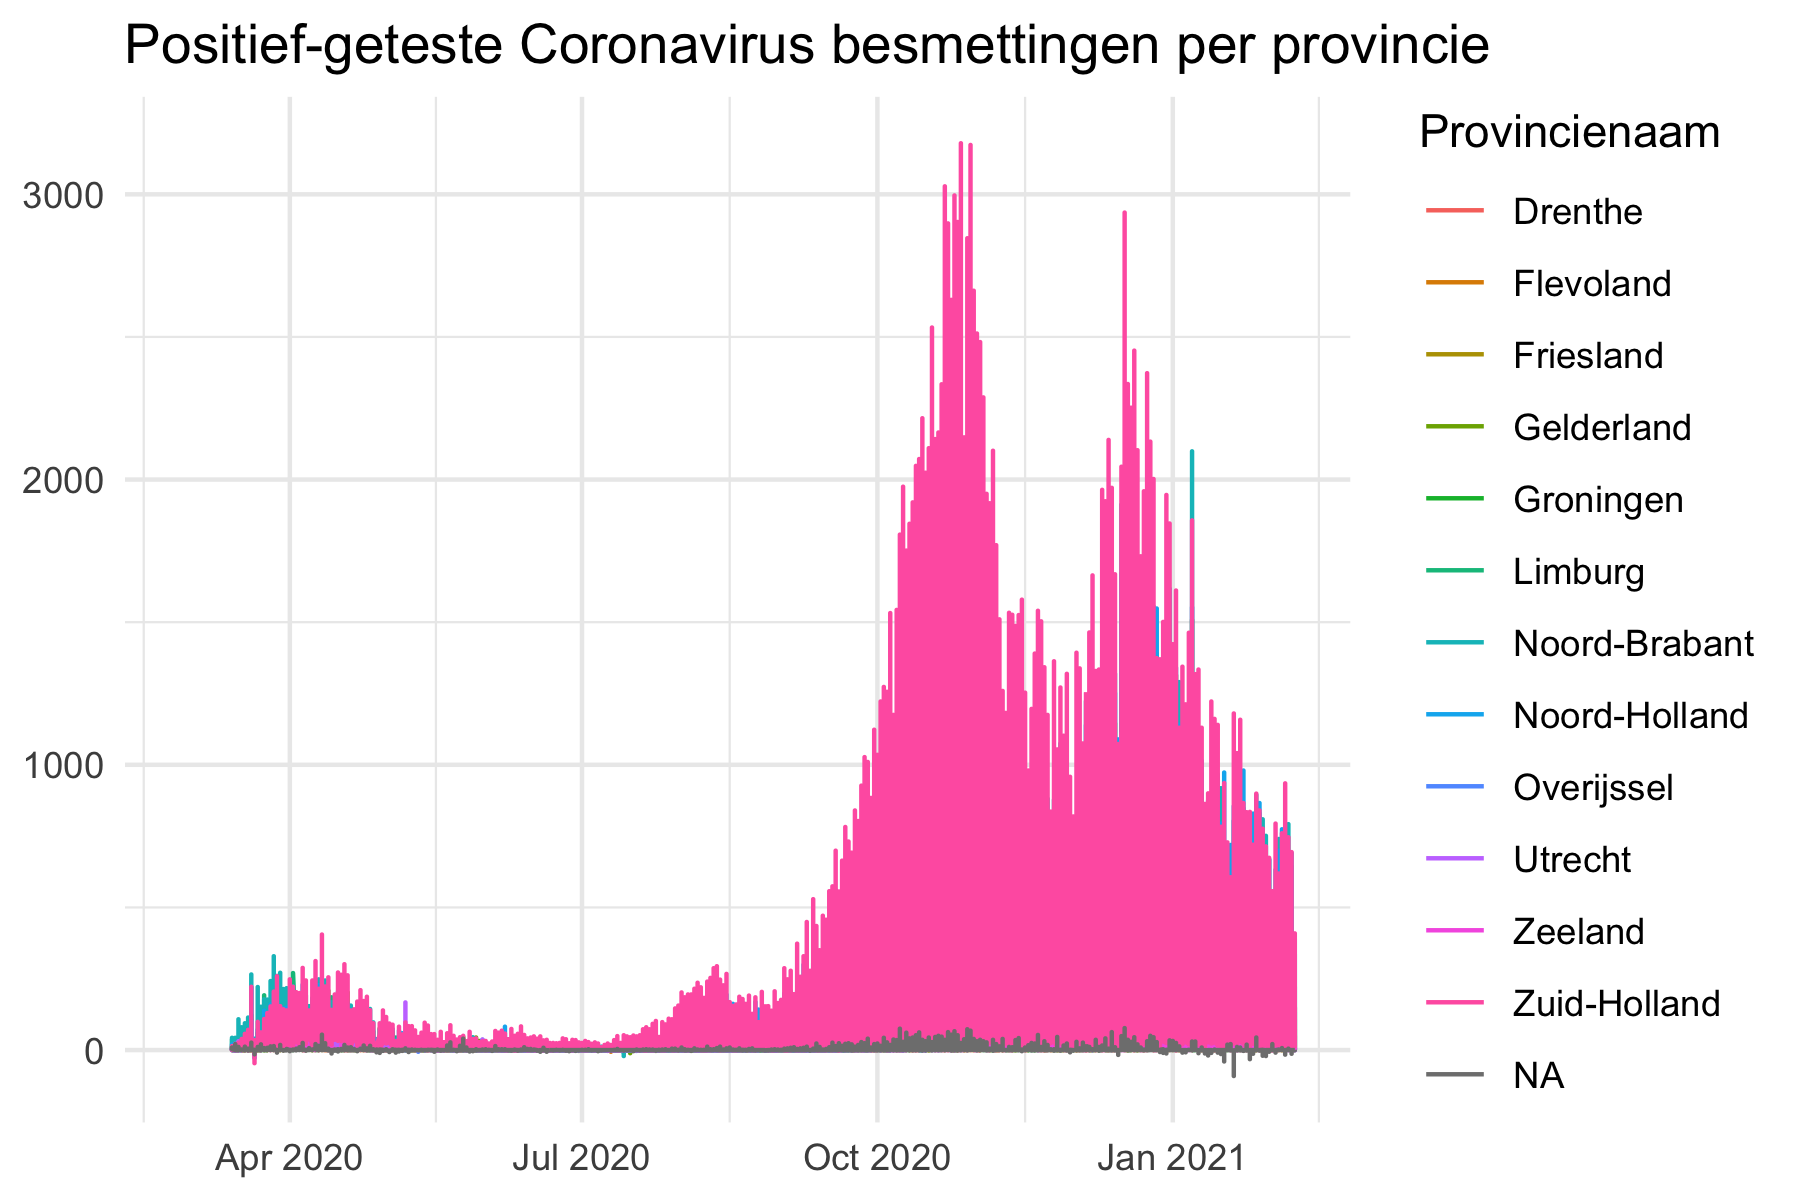 Positief-geteste Coronavirus besmettingen per provincie
3000
2000
1000
0
Apr 2020
Jul 2020
Oct 2020
Jan 2021
Provincienaam
Drenthe
Flevoland
Friesland
Gelderland
Groningen
Limburg
Noord-Brabant
Noord-Holland
Overijssel
Utrecht
Zeeland
Zuid-Holland
NA